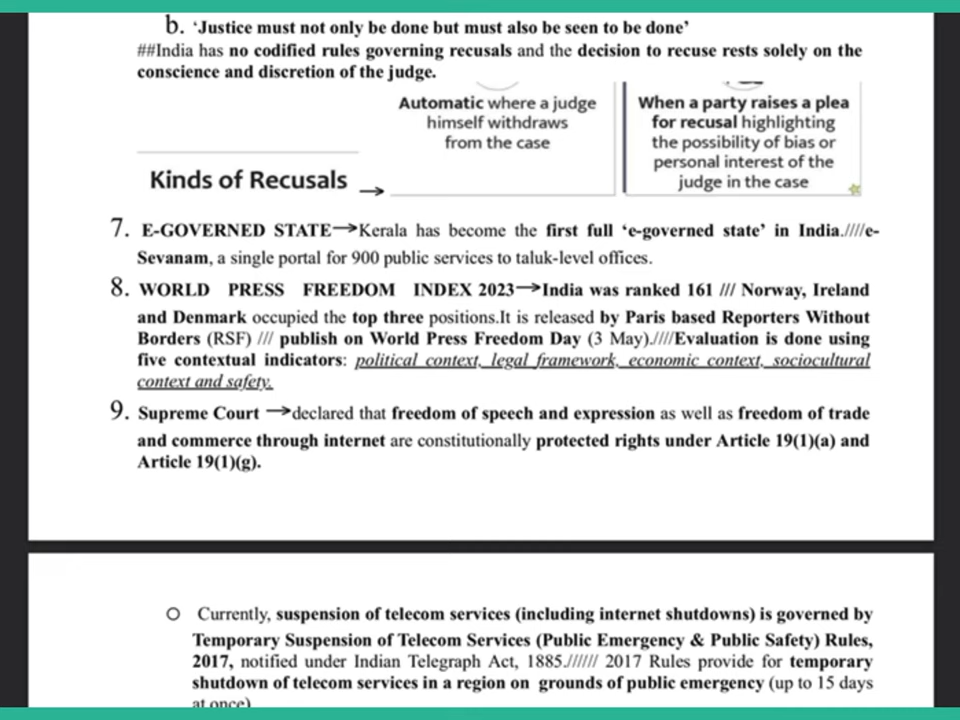 b. ‘Justice must not only be done but must also be seen to be done’
##India has no codified rules governing recusals and the decision to recuse rests solely on the
conscience and discretion of the judge.
Kinds of Recusals →
Automatic where a judge
himself withdraws
from the case
When a party raises a plea
for recusal highlighting
the possibility of bias or
personal interest of the
judge in the case
7. E-GOVERNED STATE→Kerala has become the first full ‘e-governed state’ in India.////e-
Sevanam, a single portal for 900 public services to taluk-level offices.
8. WORLD PRESS FREEDOM INDEX 2023→India was ranked 161 /// Norway, Ireland
and Denmark occupied the top three positions.It is released by Paris based Reporters Without
Borders (RSF) /// publish on World Press Freedom Day (3 May).////Evaluation is done using
five contextual indicators: political context, legal framework, economic context, sociocultural
context and safety.
9. Supreme Court →declared that freedom of speech and expression as well as freedom of trade
and commerce through internet are constitutionally protected rights under Article 19(1)(a) and
Article 19(1)(g).
○ Currently, suspension of telecom services (including internet shutdowns) is governed by
Temporary Suspension of Telecom Services (Public Emergency & Public Safety) Rules,
2017, notified under Indian Telegraph Act, 1885.////// 2017 Rules provide for temporary
shutdown of telecom services in a region on grounds of public emergency (up to 15 days
at once)